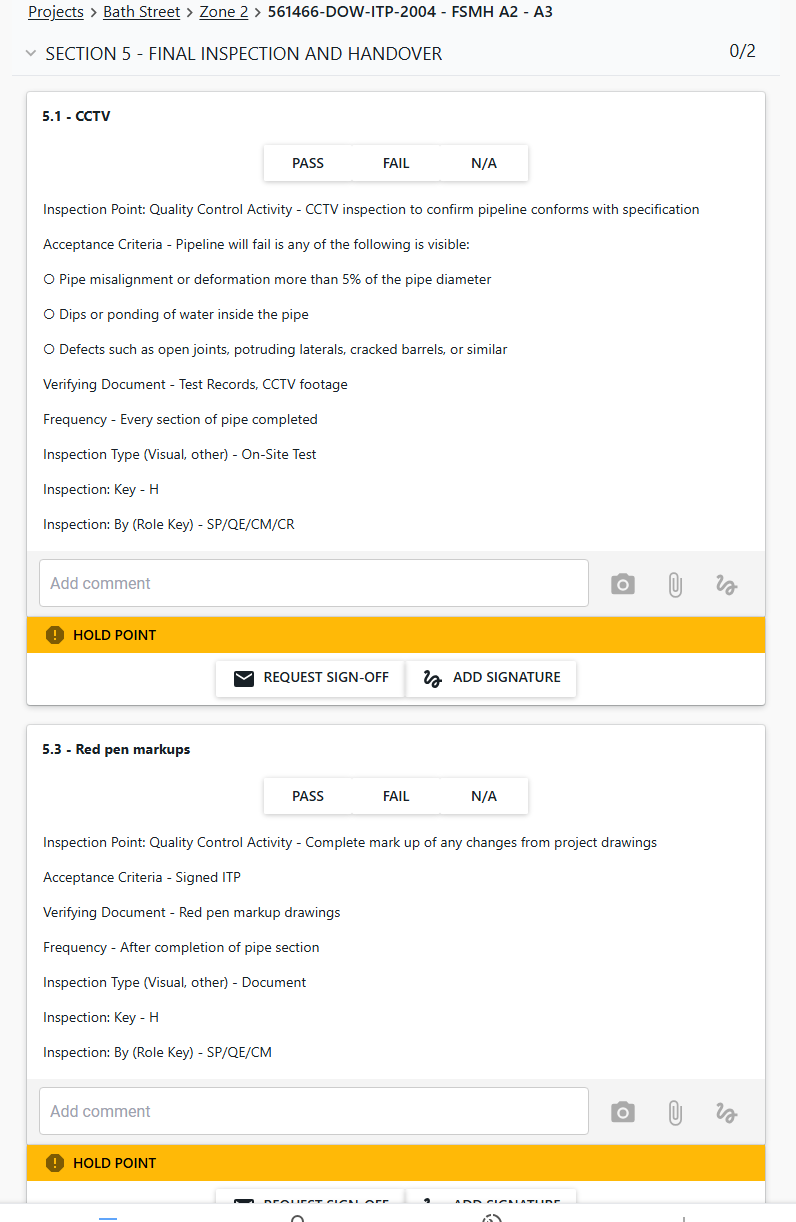 Projects > Bath Street > Zone 2 > 561466-DOW-ITP-2004 - FSMH A2 - A3
SECTION 5 - FINAL INSPECTION AND HANDOVER 0/2
5.1 - CCTV
PASS FAIL N/A
Inspection Point: Quality Control Activity - CCTV inspection to confirm pipeline conforms with specification
Acceptance Criteria - Pipeline will fail is any of the following is visible:
O Pipe misalignment or deformation more than 5% of the pipe diameter
O Dips or ponding of water inside the pipe
O Defects such as open joints, potruding laterals, cracked barrels, or similar
Verifying Document - Test Records, CCTV footage
Frequency - Every section of pipe completed
Inspection Type (Visual, other) - On-Site Test
Inspection: Key - H
Inspection: By (Role Key) - SP/QE/CM/CR
Add comment
HOLD POINT
REQUEST SIGN-OFF ADD SIGNATURE
5.3 - Red pen markups
PASS FAIL N/A
Inspection Point: Quality Control Activity - Complete mark up of any changes from project drawings
Acceptance Criteria - Signed ITP
Verifying Document - Red pen markup drawings
Frequency - After completion of pipe section
Inspection Type (Visual, other) - Document
Inspection: Key - H
Inspection: By (Role Key) - SP/QE/CM
Add comment
HOLD POINT
REQUEST SIGN-OFF ADD SIGNATURE